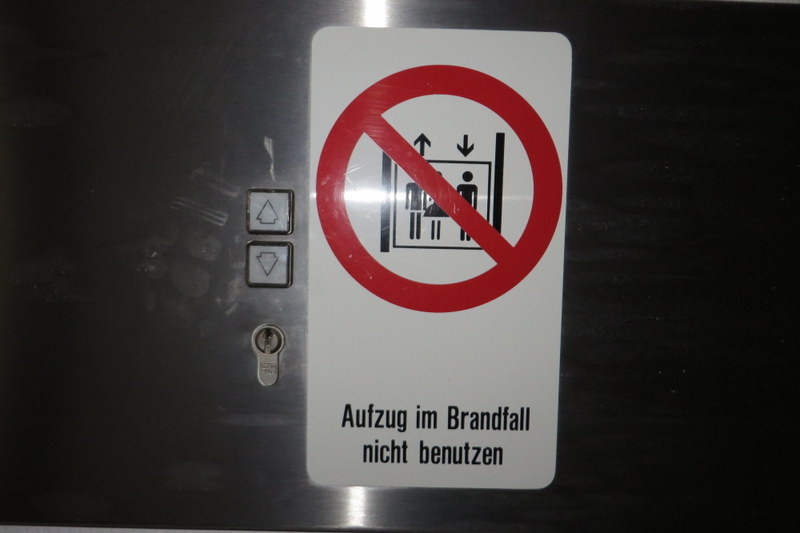 Aufzug im Brandfall
nicht benutzen